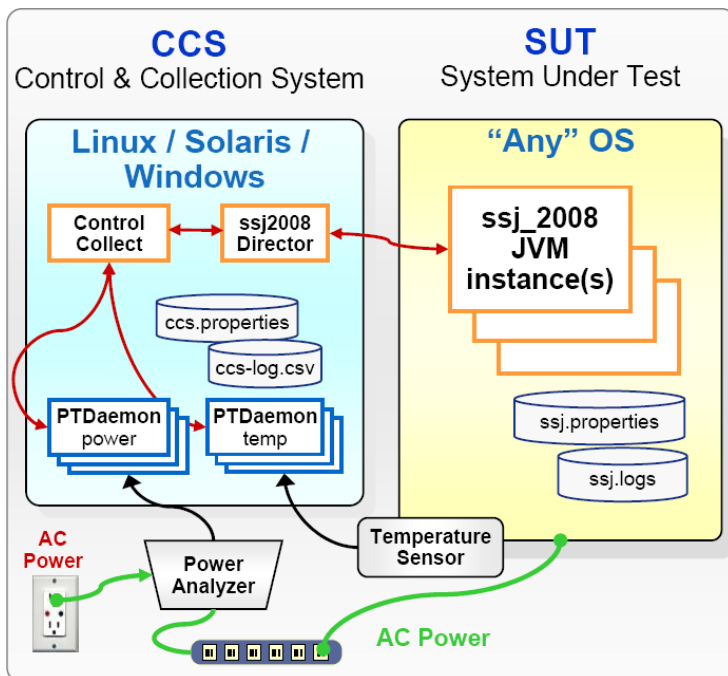 CCS
Control & Collection System
SUT
System Under Test
Linux / Solaris /
Windows
Control
Collect
ssj2008
Director
ccs.properties
ccs-log.csv
PTDaemon
power
PTDaemon
temp
“Any” OS
ssj_2008
JVM
instance(s)
ssj.properties
ssj.logs
AC
Power
Power
Analyzer
Temperature
Sensor
AC Power